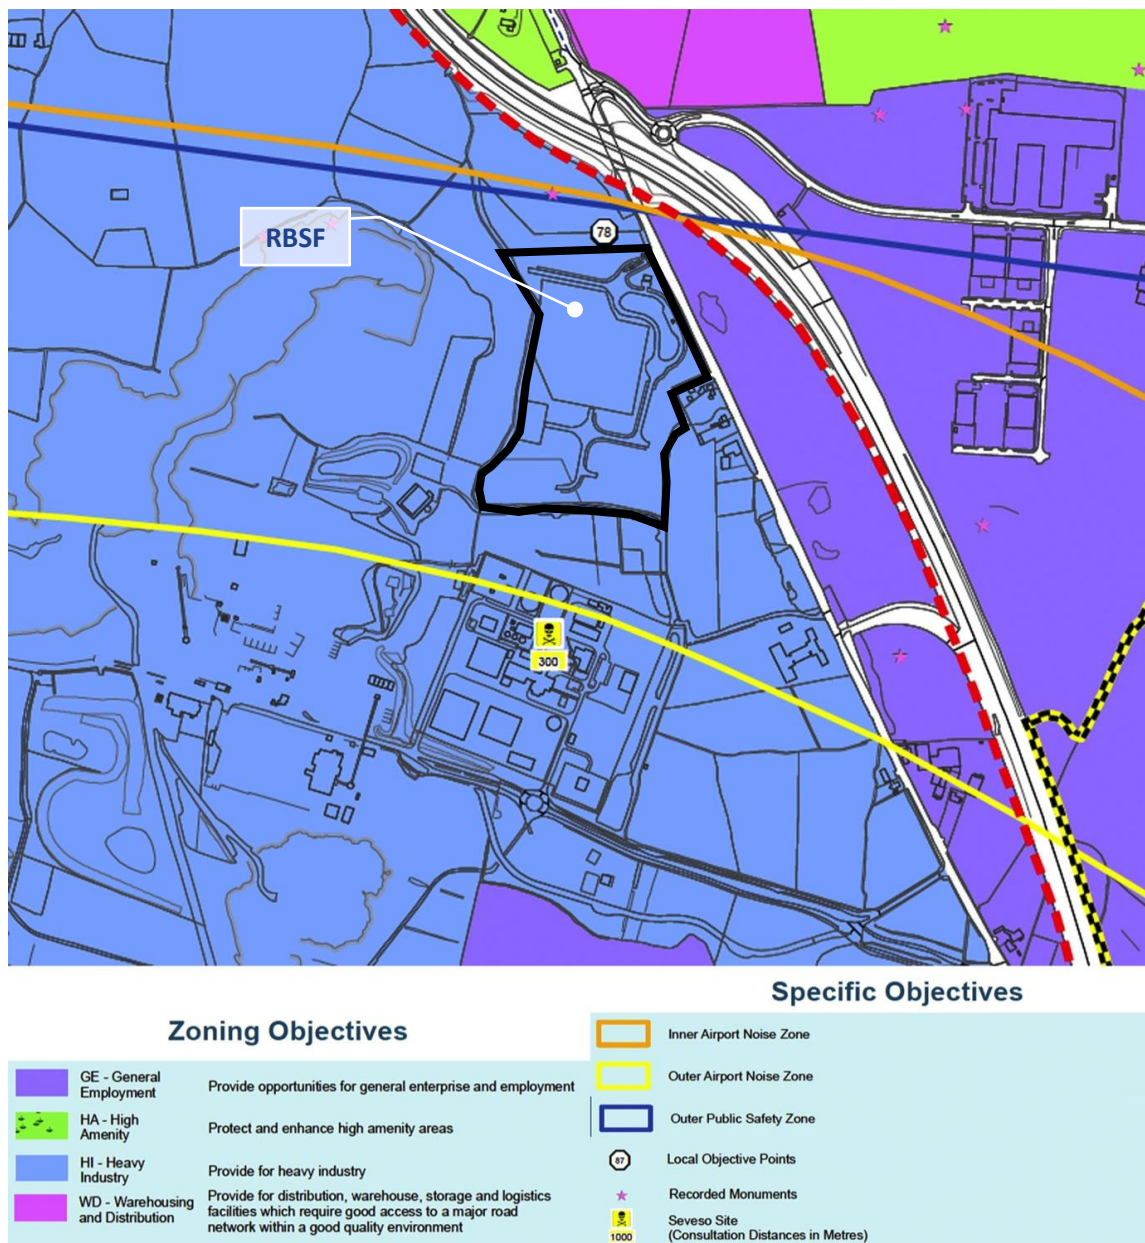 RBSF
78
300
Zoning Objectives
GE - General
Employment
Provide opportunities for general enterprise and employment
HA - High
Amenity
Protect and enhance high amenity areas
HI - Heavy
Industry
Provide for heavy industry
WD - Warehousing
and Distribution
Provide for distribution, warehouse, storage and logistics
facilities which require good access to a major road
network within a good quality environment
Specific Objectives
Inner Airport Noise Zone
Outer Airport Noise Zone
Outer Public Safety Zone
87
Local Objective Points
Recorded Monuments
1000
Seveso Site
(Consultation Distances in Metres)